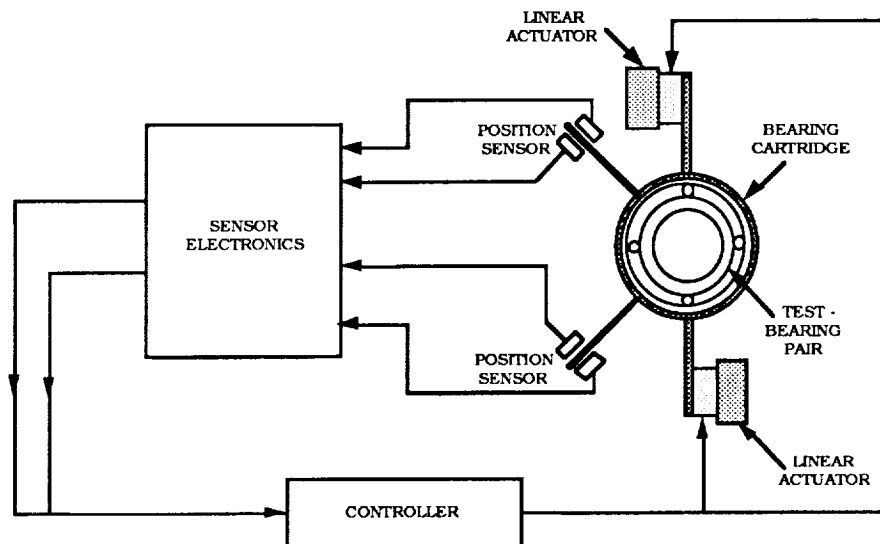 LINEAR
ACTUATOR
POSITION
SENSOR
BEARING
CARTRIDGE
SENSOR
ELECTRONICS
TEST -
BEARING
PAIR
POSITION
SENSOR
LINEAR
ACTUATOR
CONTROLLER